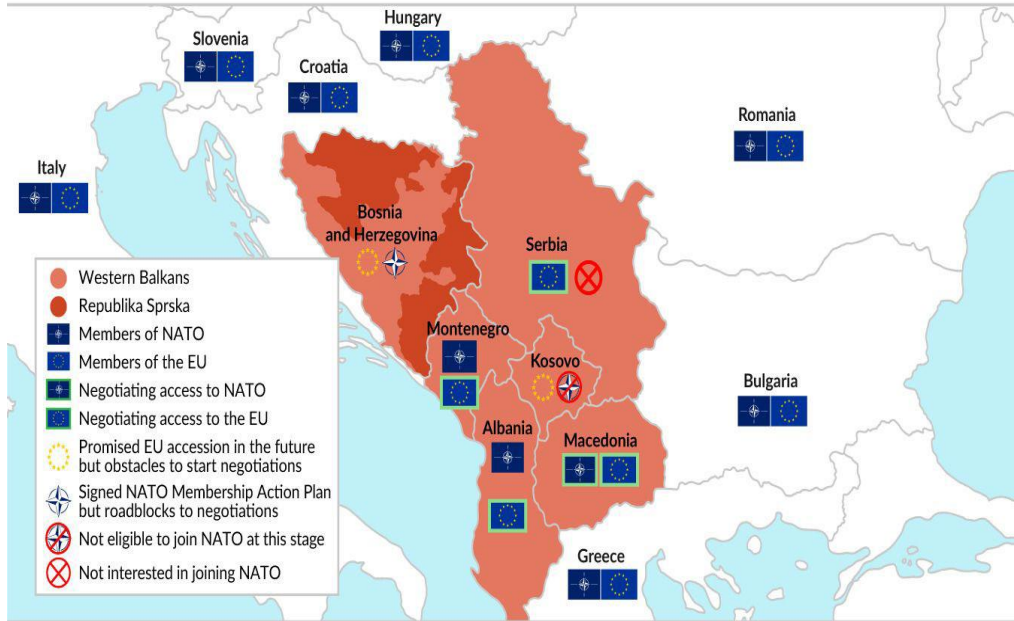 Hungary
Slovenia
Croatia
Romania
Italy
Bosnia
and Herzegovina
Serbia
Western Balkans
Republika Sprska
Members of NATO
Members of the EU
Negotiating access to NATO
Negotiating access to the EU
Promised EU accession in the future
but obstacles to start negotiations
Signed NATO Membership Action Plan
but roadblocks to negotiations
Not eligible to join NATO at this stage
Not interested in joining NATO
Montenegro
Kosovo
Bulgaria
Albania
Macedonia
Greece